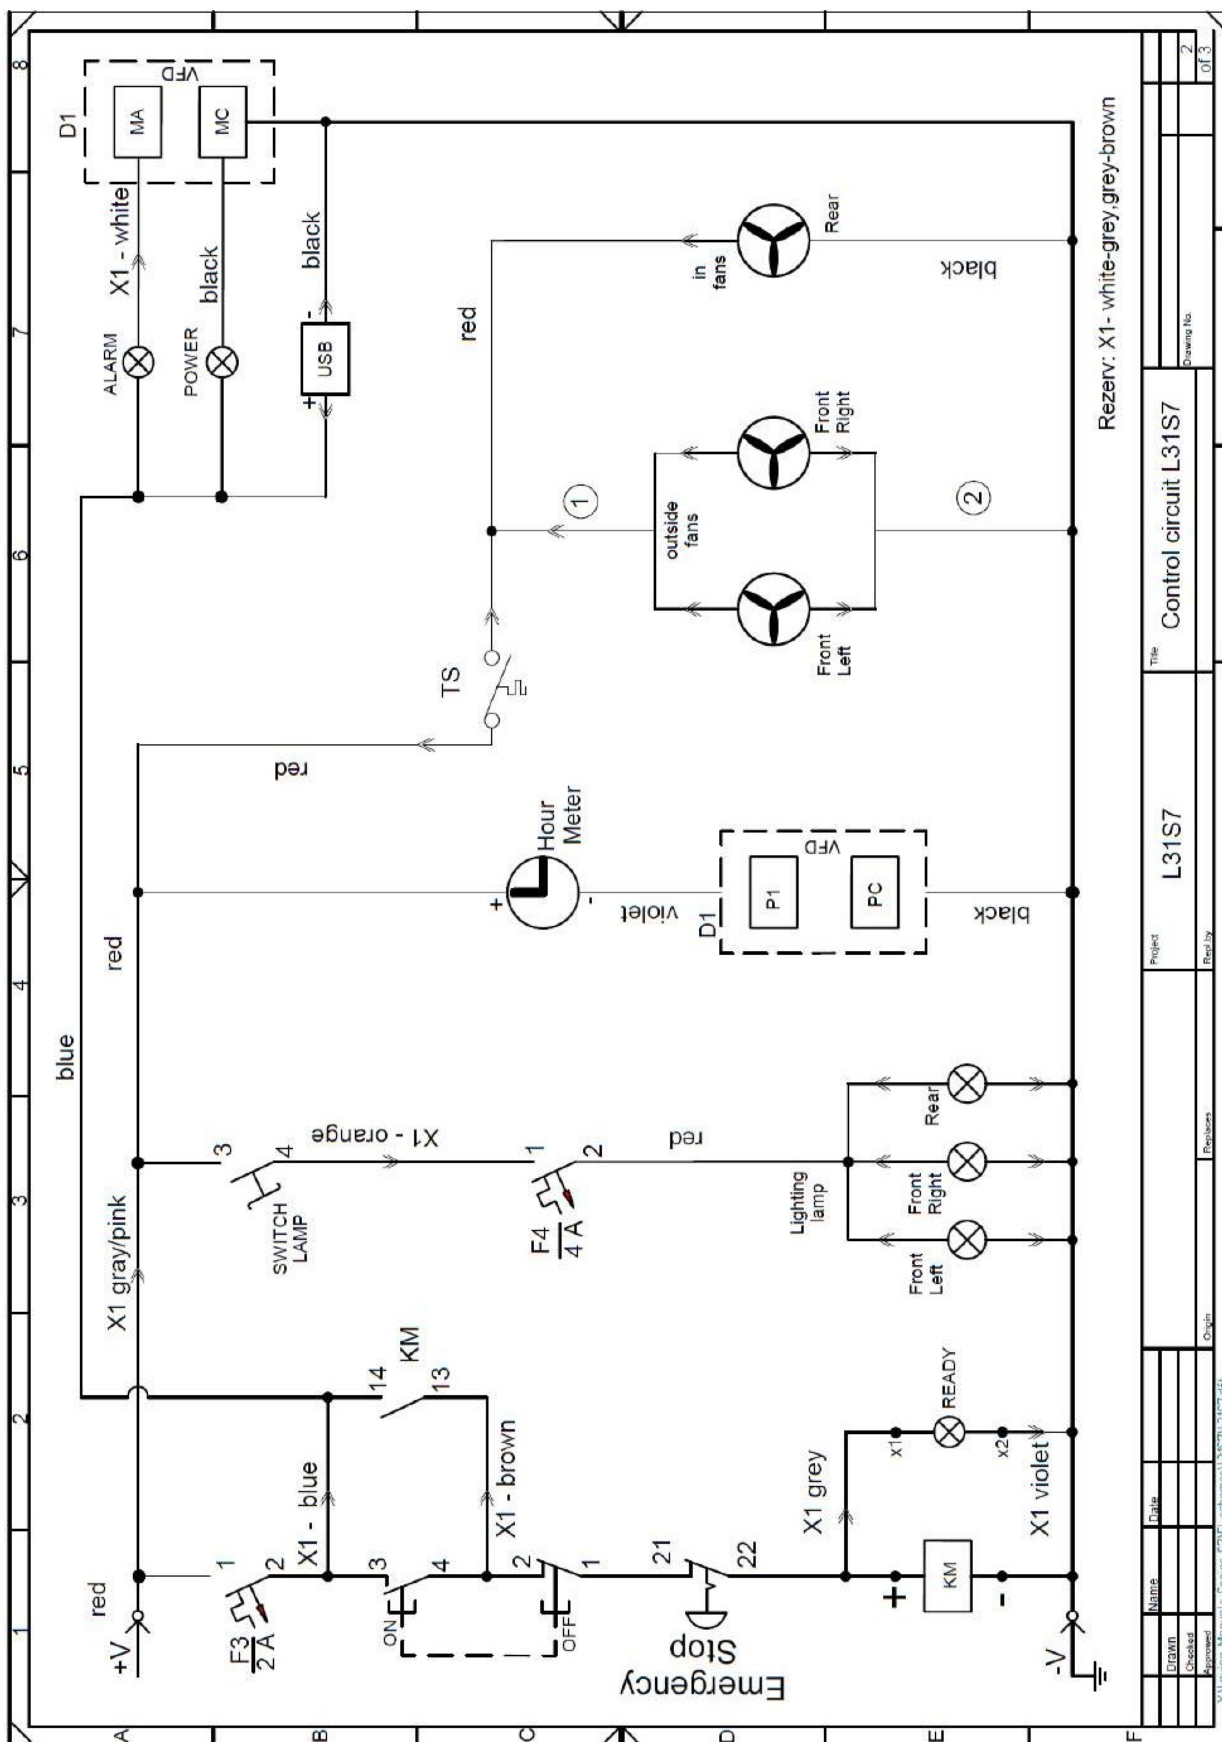 1
2
3
4
5
6
7
8
A
B
C
D
E
F
+V
red
X1 gray/pink
red
blue
F3
2 A
1
2
X1 - blue
ON
3
4
OFF
2
1
X1 - brown
14
13
KM
Emergency
Stop
21
22
X1 grey
x1
READY
x2
X1 violet
+
KM
-
-V
SWITCH
LAMP
3
4
X1 - orange
F4
4 A
1
2
red
Lighting
lamp
Front
Left
Front
Right
Rear
+
Hour
Meter
-
violet
D1
P1
VFD
PC
black
red
TS
1
outside
fans
Front
Left
Front
Right
2
red
in
fans
Rear
black
ALARM
X1 - white
D1
MA
VFD
POWER
black
MC
+
USB
-
black
Rezerv: X1- white-grey,grey-brown
Name
Date
Drawn
Checked
Approved
Origin
Replaces
Project
L31S7
Repl.by
Title
Control circuit L31S7
Drawing No.
2
of 3